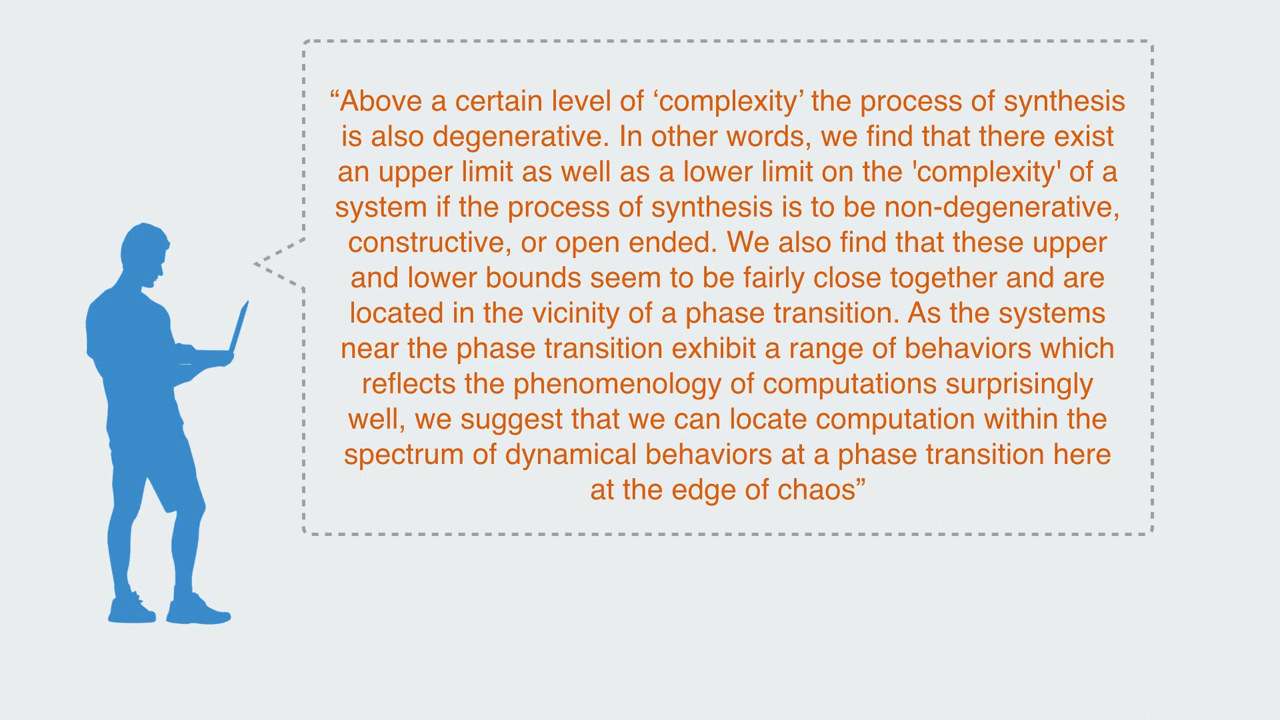 “Above a certain level of ‘complexity’ the process of synthesis
is also degenerative. In other words, we find that there exist
an upper limit as well as a lower limit on the 'complexity' of a
system if the process of synthesis is to be non-degenerative,
constructive, or open ended. We also find that these upper
and lower bounds seem to be fairly close together and are
located in the vicinity of a phase transition. As the systems
near the phase transition exhibit a range of behaviors which
reflects the phenomenology of computations surprisingly
well, we suggest that we can locate computation within the
spectrum of dynamical behaviors at a phase transition here
at the edge of chaos”